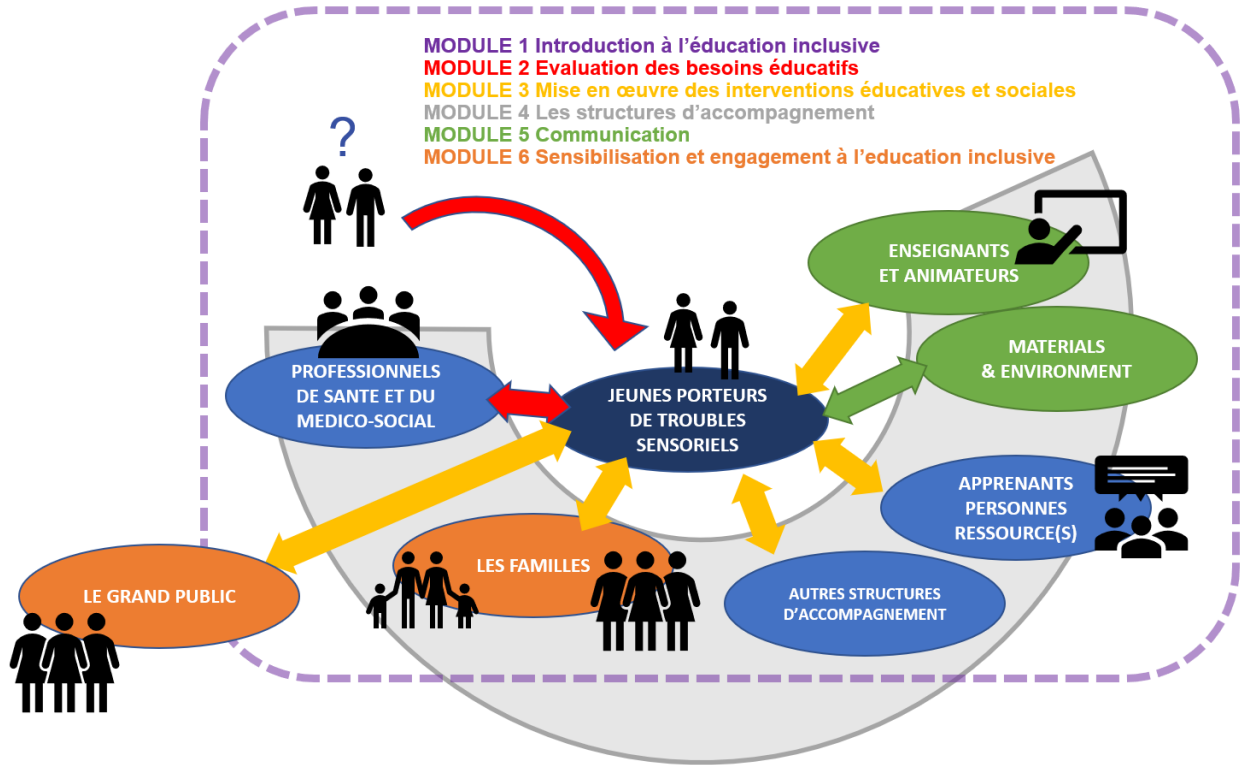 MODULE 1 Introduction à l'éducation inclusive
MODULE 2 Evaluation des besoins éducatifs
MODULE 3 Mise en œuvre des interventions éducatives et sociales
MODULE 4 Les structures d'accompagnement
MODULE 5 Communication
MODULE 6 Sensibilisation et engagement à l'education inclusive
?
ENSEIGNANTS
ET ANIMATEURS
MATERIALS
& ENVIRONMENT
PROFESSIONNELS
DE SANTE ET DU
MEDICO-SOCIAL
JEUNES PORTEURS
DE TROUBLES
SENSORIELS
APPRENANTS
PERSONNES
RESSOURCE(S)
LES FAMILLES
LE GRAND PUBLIC
AUTRES STRUCTURES
D'ACCOMPAGNEMENT